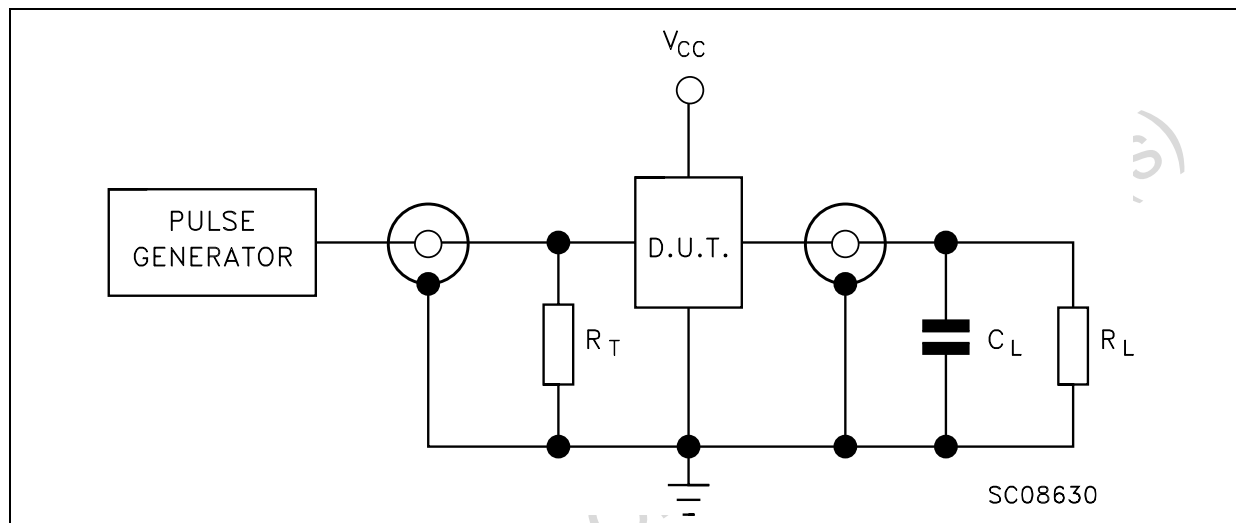 VCC
PULSE
GENERATOR
D.U.T.
RT
CL
RL
SC08630